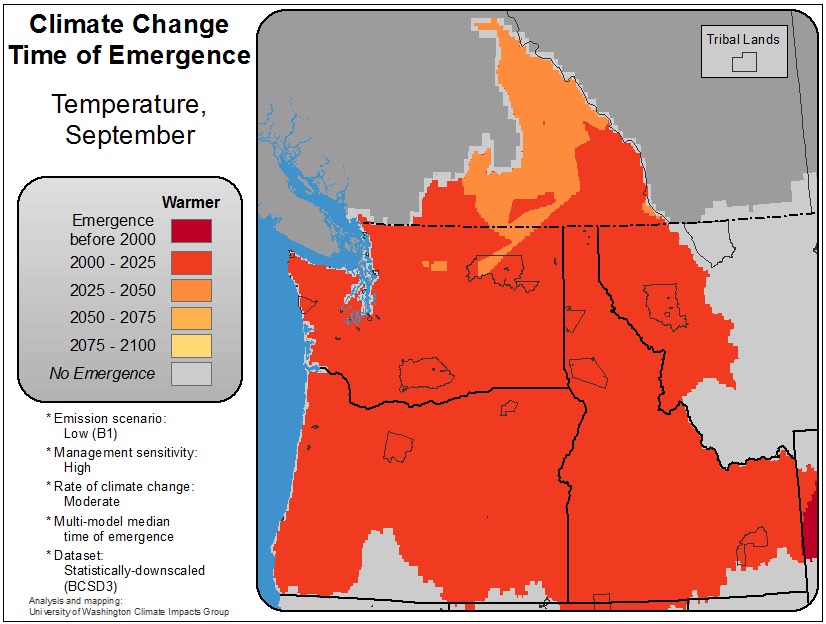 Climate Change
Time of Emergence
Temperature,
September
Warmer
Emergence
before 2000
2000 - 2025
2025 - 2050
2050 - 2075
2075 - 2100
No Emergence
* Emission scenario:
Low (B1)
* Management sensitivity:
High
* Rate of climate change:
Moderate
* Multi-model median
time of emergence
* Dataset:
Statistically-downscaled
(BCSD3)
Analysis and mapping:
University of Washington Climate Impacts Group
Tribal Lands